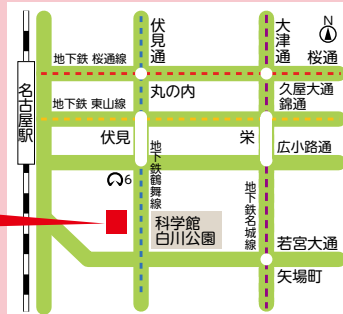 伏見通
大津通
N
桜通
地下鉄 桜通線
丸の内
久屋大通
錦通
地下鉄 東山線
名古屋駅
伏見
栄
広小路通
地下鉄鶴舞線
6
地下鉄名城線
科学館
白川公園
若宮大通
矢場町